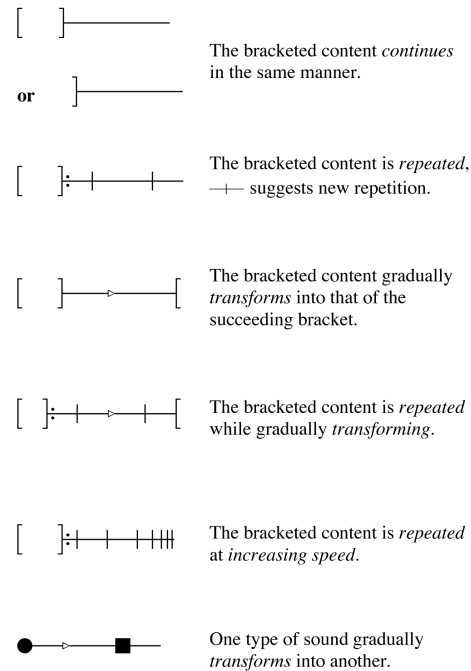 The bracketed content continues
in the same manner.
or
The bracketed content is repeated,
suggests new repetition.
The bracketed content gradually
transforms into that of the
succeeding bracket.
The bracketed content is repeated
while gradually transforming.
The bracketed content is repeated
at increasing speed.
One type of sound gradually
transforms into another.